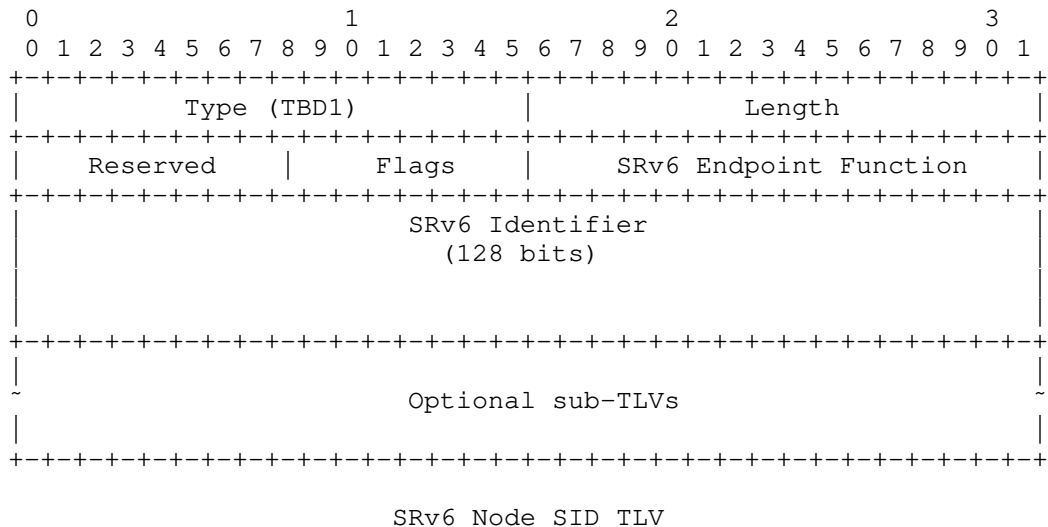 0                   1                   2                   3
 0 1 2 3 4 5 6 7 8 9 0 1 2 3 4 5 6 7 8 9 0 1 2 3 4 5 6 7 8 9 0 1
+-+-+-+-+-+-+-+-+-+-+-+-+-+-+-+-+-+-+-+-+-+-+-+-+-+-+-+-+-+-+-+-+
|          Type (TBD1)          |             Length            |
+-+-+-+-+-+-+-+-+-+-+-+-+-+-+-+-+-+-+-+-+-+-+-+-+-+-+-+-+-+-+-+-+
|    Reserved   |     Flags     |     SRv6 Endpoint Function    |
+-+-+-+-+-+-+-+-+-+-+-+-+-+-+-+-+-+-+-+-+-+-+-+-+-+-+-+-+-+-+-+-+
|                        SRv6 Identifier                        |
|                          (128 bits)                           |
|                                                               |
|                                                               |
+-+-+-+-+-+-+-+-+-+-+-+-+-+-+-+-+-+-+-+-+-+-+-+-+-+-+-+-+-+-+-+-+
|                                                               |
~                        Optional sub-TLVs                      ~
|                                                               |
+-+-+-+-+-+-+-+-+-+-+-+-+-+-+-+-+-+-+-+-+-+-+-+-+-+-+-+-+-+-+-+-+
SRv6 Node SID TLV